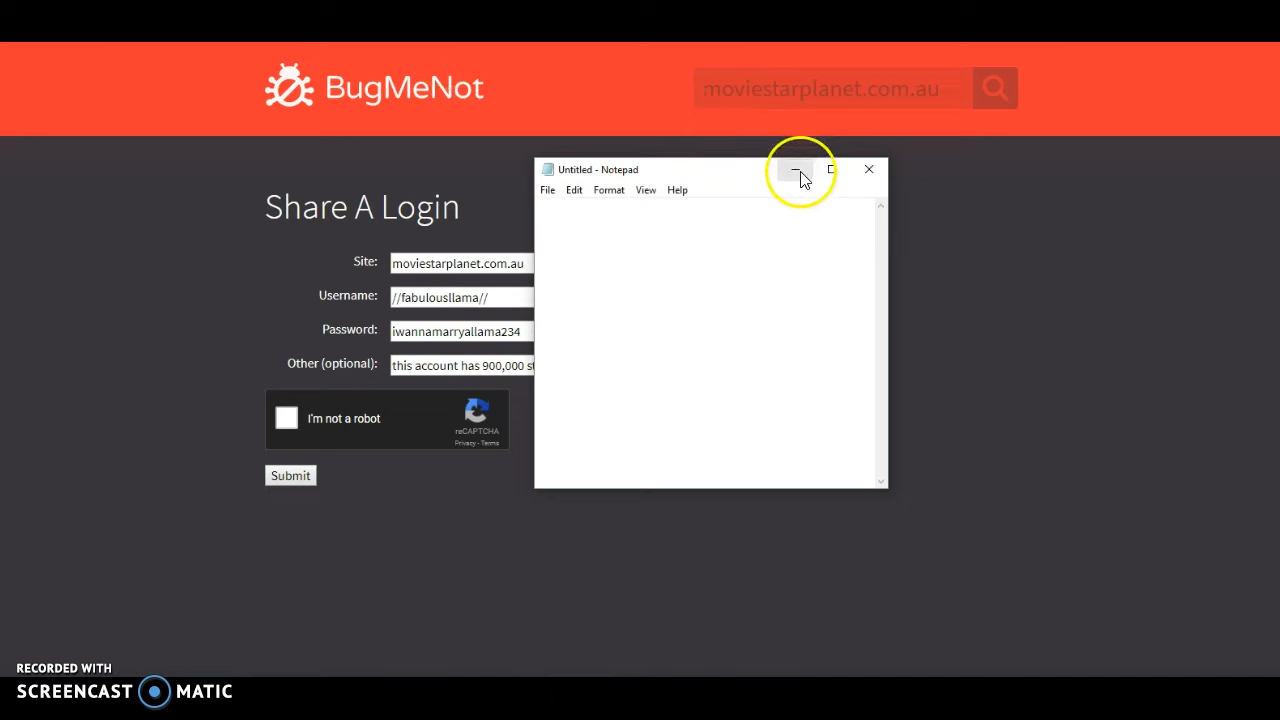 BugMeNot
moviestarplanet.com.au
Untitled - Notepad
File Edit Format View Help
Share A Login
Site: moviestarplanet.com.au
Username: //fabulousllama//
Password: iwannamarryallama234
Other (optional): this account has 900,000 st
I'm not a robot
reCAPTCHA
Privacy - Terms
Submit
RECORDED WITH
SCREENCAST MATIC